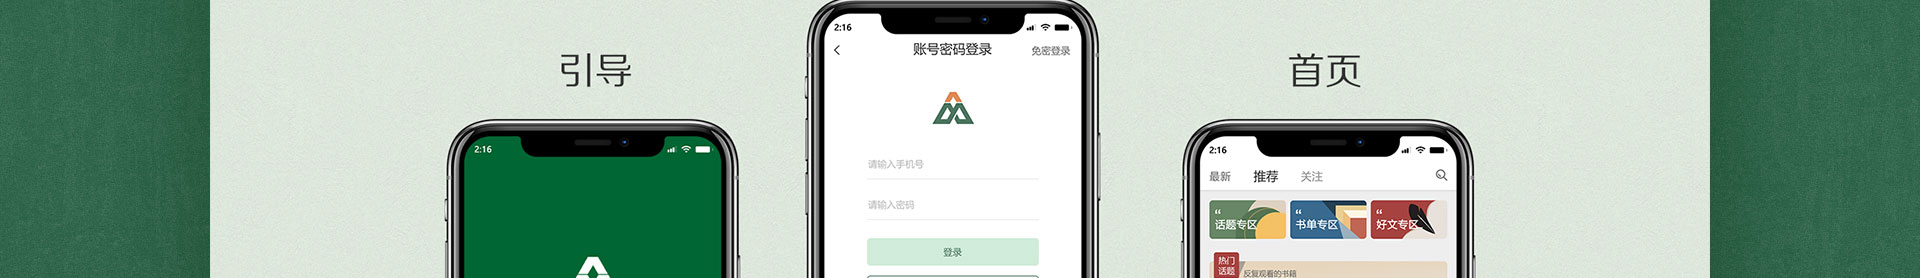 引导
2:16
2:16
账号密码登录
免密登录
请输入手机号
请输入密码
登录
首页
2:16
最新
推荐
关注
话题专区
书单专区
好文专区
热门
话题
反复观看的书籍